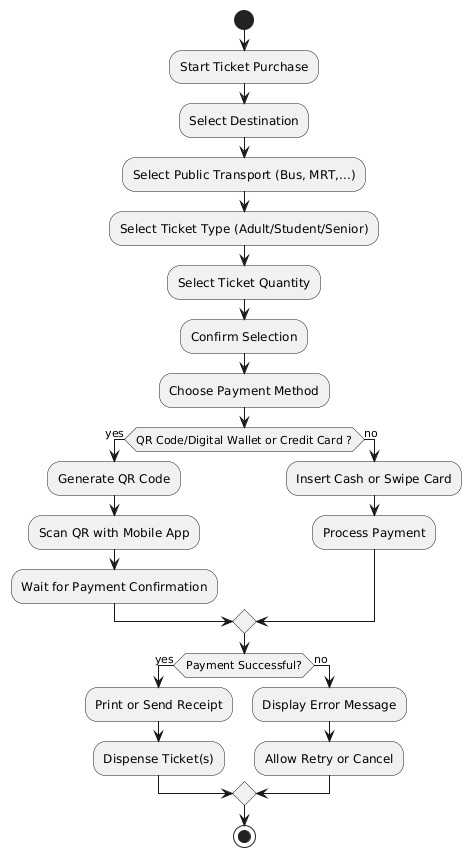 Start Ticket Purchase
Select Destination
Select Public Transport (Bus, MRT,...)
Select Ticket Type (Adult/Student/Senior)
Select Ticket Quantity
Confirm Selection
Choose Payment Method
yes
QR Code/Digital Wallet or Credit Card ?
no
Generate QR Code
Insert Cash or Swipe Card
Scan QR with Mobile App
Process Payment
Wait for Payment Confirmation
yes
Payment Successful?
no
Print or Send Receipt
Display Error Message
Dispense Ticket(s)
Allow Retry or Cancel